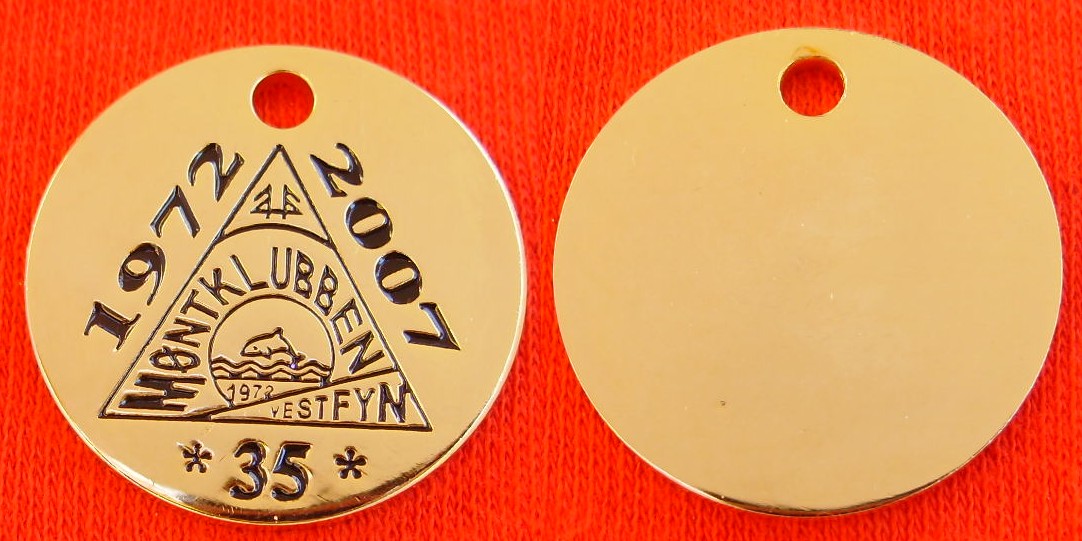 1972 2007
MØNTKLUBBEN
1972
VESTFYN
* 35 *